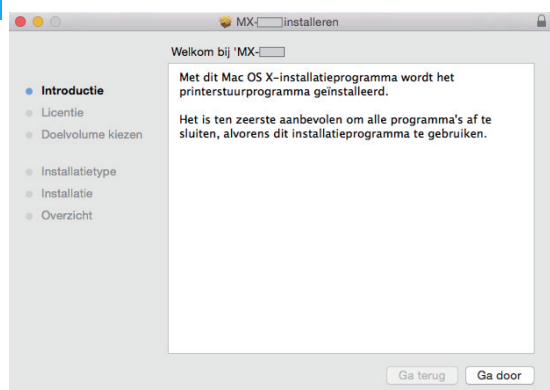 MX- installeren
Welkom bij 'MX-
Introductie
Licentie
Doelvolume kiezen
Installatietype
Installatie
Overzicht
Met dit Mac OS X-installatieprogramma wordt het
printerstuurprogramma geïnstalleerd.
Het is ten zeerste aanbevolen om alle programma's af te
sluiten, alvorens dit installatieprogramma te gebruiken.
Ga terug
Ga door